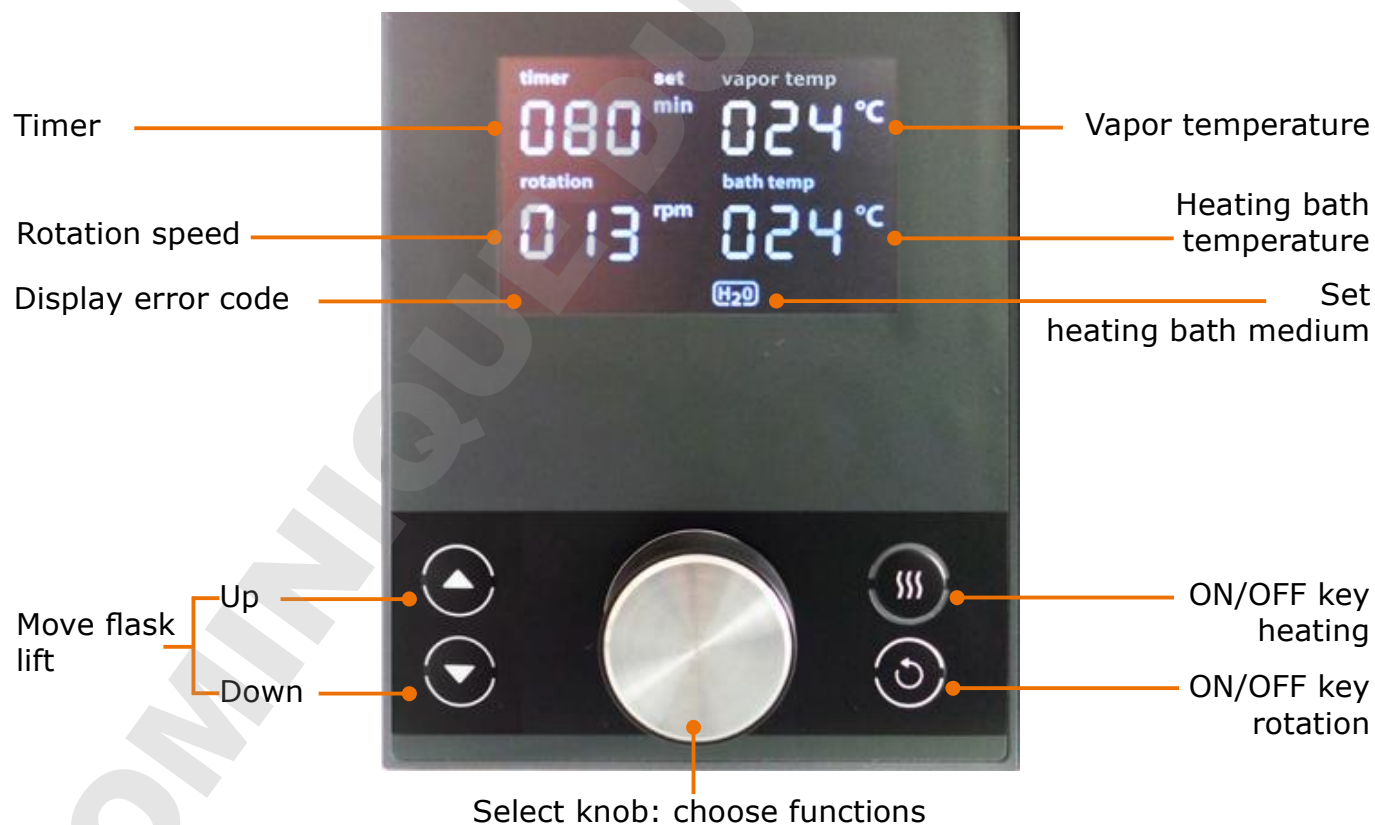 timer set vapor temp
080 min 024 °C
rotation bath temp
013 rpm 024 °C
H₂O
Timer
Rotation speed
Display error code
Vapor temperature
Heating bath
temperature
Set
heating bath medium
Move flask
lift
Up
Down
ON/OFF key
heating
ON/OFF key
rotation
Select knob: choose functions
OMINIQUE BU